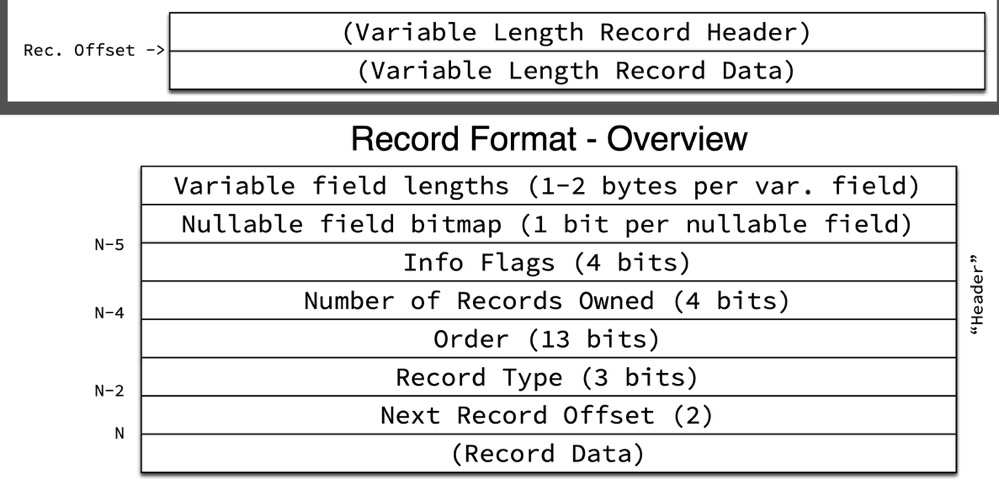 (Variable Length Record Header)
Rec. Offset ->
(Variable Length Record Data)
Record Format - Overview
Variable field lengths (1-2 bytes per var. field)
Nullable field bitmap (1 bit per nullable field)
N-5
Info Flags (4 bits)
Number of Records Owned (4 bits)
N-4
Order (13 bits)
Record Type (3 bits)
N-2
Next Record Offset (2)
N
(Record Data)
“Header”